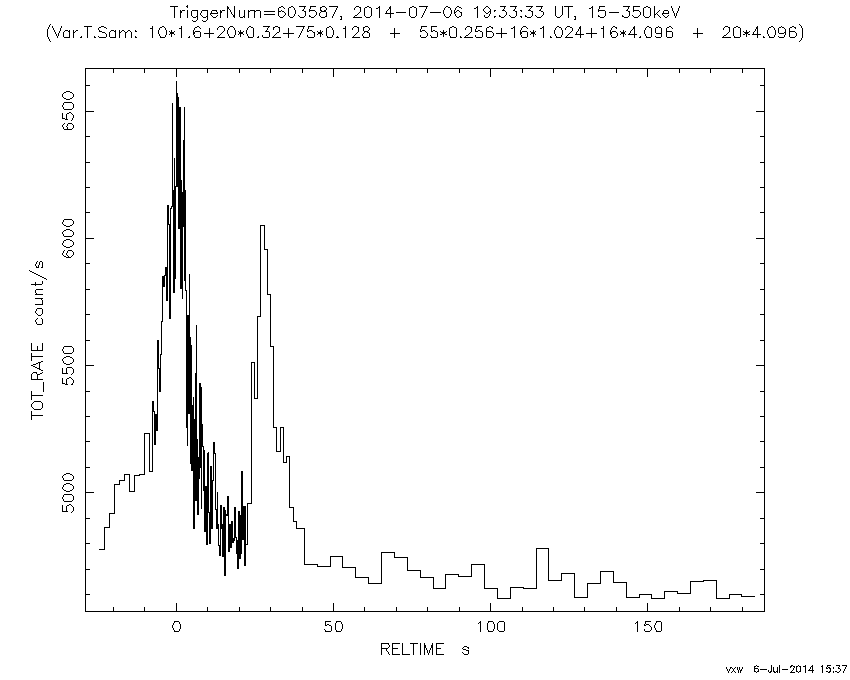 TriggerNum=603587, 2014-07-06 19:33:33 UT, 15-350keV
(Var.T.Sam: 10*1.6+20*0.32+75*0.128 + 55*0.256+16*1.024+16*4.096 + 20*4.096)
6500
6000
5500
5000
TOT_RATE count/s
0 50 100 150
RELTIME s
vxw 6-Jul-2014 15:37